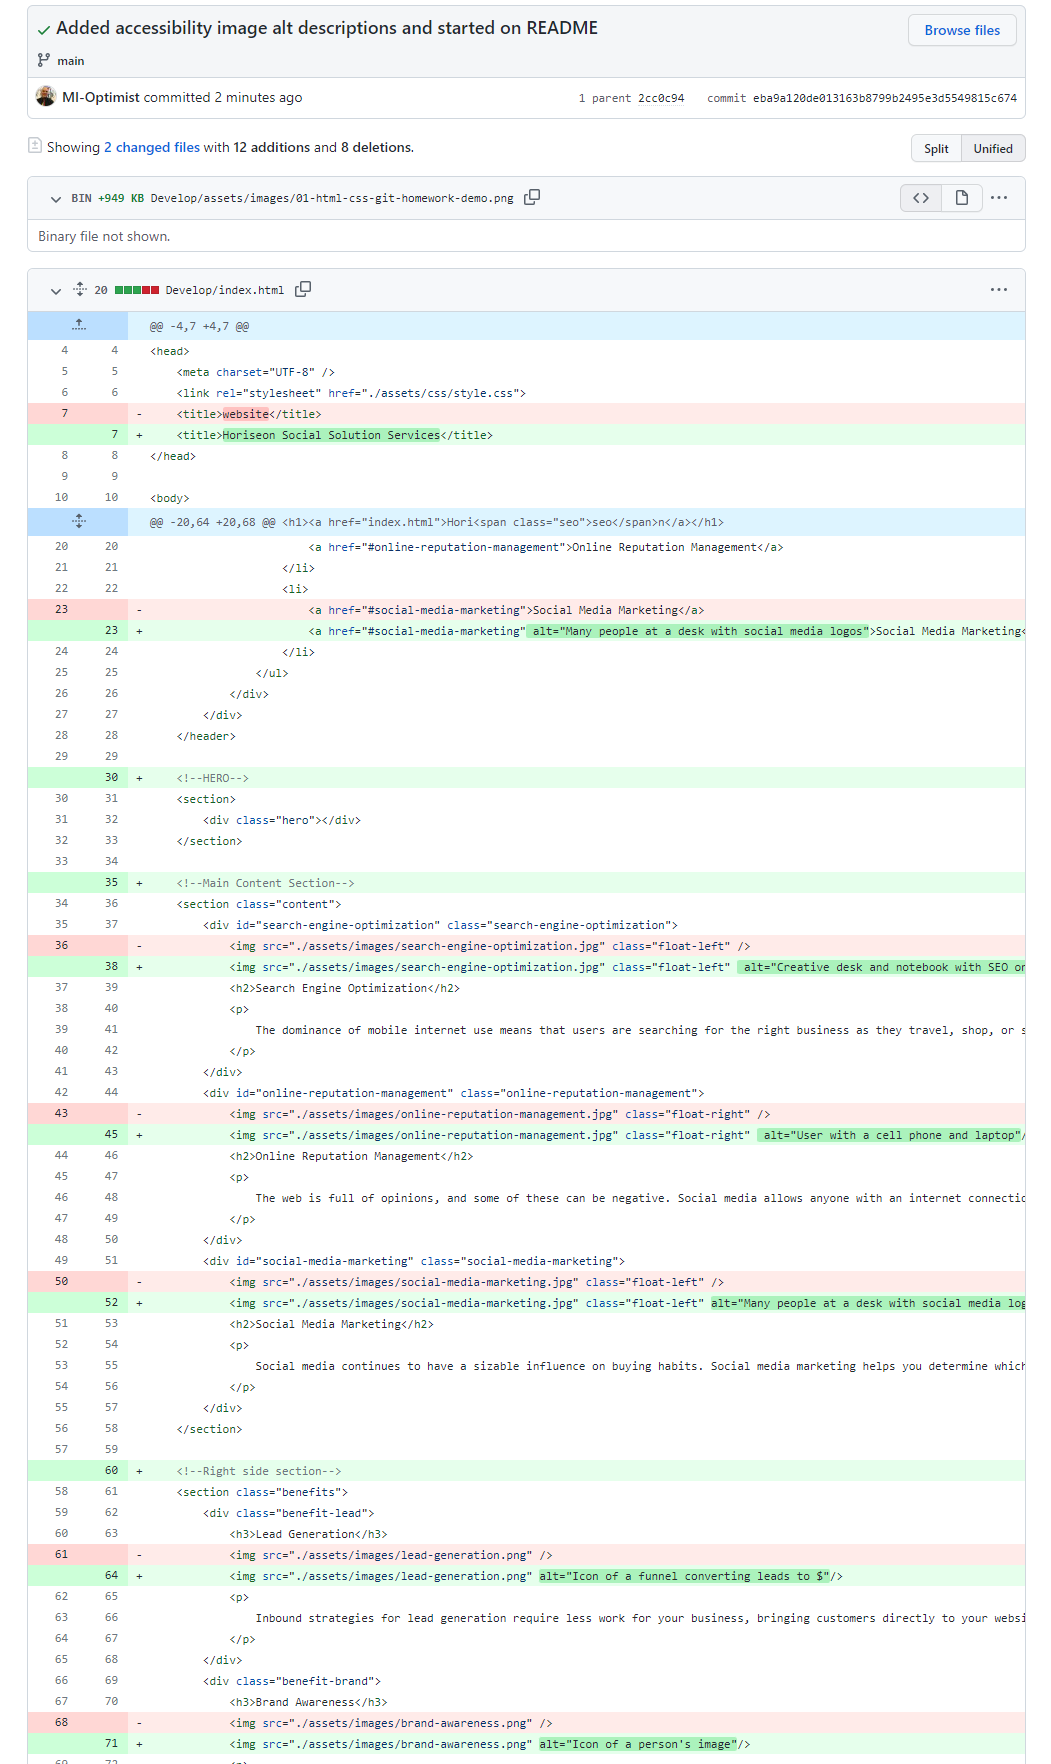 Added accessibility image alt descriptions and started on README
Browse files
main
MI-Optimist committed 2 minutes ago
1 parent 2cc0c94 commit eba9a120de013163b8799b2495e3d5549815c674
Showing 2 changed files with 12 additions and 8 deletions.
Split Unified
BIN +949 KB Develop/assets/images/01-html-css-git-homework-demo.png
Binary file not shown.
20 Develop/index.html
@@ -4,7 +4,7 @@
4 4 <head>
5 5 <meta charset="UTF-8" />
6 6 <link rel="stylesheet" href="./assets/css/style.css">
7 - <title>website</title>
7 + <title>Horiseon Social Solution Services</title>
8 8 </head>
9 9
10 10 <body>
@@ -20,64 +20,68 @@ <h1><a href="index.html">Hori<span class="seo">seo</span>n</a></h1>
20 20 <a href="#online-reputation-management">Online Reputation Management</a>
21 21 </li>
22 22 <li>
23 - <a href="#social-media-marketing">Social Media Marketing</a>
23 + <a href="#social-media-marketing" alt="Many people at a desk with social media logos">Social Media Marketing<
24 24 </li>
25 25 </ul>
26 26 </div>
27 27 </div>
28 28 </header>
29 29
30 + <!--HERO-->
30 31 <section>
31 32 <div class="hero"></div>
32 33 </section>
33 34
35 + <!--Main Content Section-->
34 36 <section class="content">
35 37 <div id="search-engine-optimization" class="search-engine-optimization">
36 - <img src="./assets/images/search-engine-optimization.jpg" class="float-left" />
38 + <img src="./assets/images/search-engine-optimization.jpg" class="float-left"  alt="Creative desk and notebook with SEO on
37 39 <h2>Search Engine Optimization</h2>
38 40 <p>
39 41 The dominance of mobile internet use means that users are searching for the right business as they travel, shop, or s
40 42 </p>
41 43 </div>
42 44 <div id="online-reputation-management" class="online-reputation-management">
43 - <img src="./assets/images/online-reputation-management.jpg" class="float-right" />
45 + <img src="./assets/images/online-reputation-management.jpg" class="float-right"  alt="User with a cell phone and laptop"/
44 46 <h2>Online Reputation Management</h2>
45 47 <p>
46 48 The web is full of opinions, and some of these can be negative. Social media allows anyone with an internet connectio
47 49 </p>
48 50 </div>
49 51 <div id="social-media-marketing" class="social-media-marketing">
50 - <img src="./assets/images/social-media-marketing.jpg" class="float-left" />
52 + <img src="./assets/images/social-media-marketing.jpg" class="float-left" alt="Many people at a desk with social media log
51 53 <h2>Social Media Marketing</h2>
52 54 <p>
53 55 Social media continues to have a sizable influence on buying habits. Social media marketing helps you determine which
54 56 </p>
55 57 </div>
56 58 </section>
57 59
60 + <!--Right side section-->
58 61 <section class="benefits">
59 62 <div class="benefit-lead">
60 63 <h3>Lead Generation</h3>
61 - <img src="./assets/images/lead-generation.png" />
64 + <img src="./assets/images/lead-generation.png" alt="Icon of a funnel converting leads to $"/>
62 65 <p>
63 66 Inbound strategies for lead generation require less work for your business, bringing customers directly to your websi
64 67 </p>
65 68 </div>
66 69 <div class="benefit-brand">
67 70 <h3>Brand Awareness</h3>
68 - <img src="./assets/images/brand-awareness.png" />
71 + <img src="./assets/images/brand-awareness.png" alt="Icon of a person's image"/>